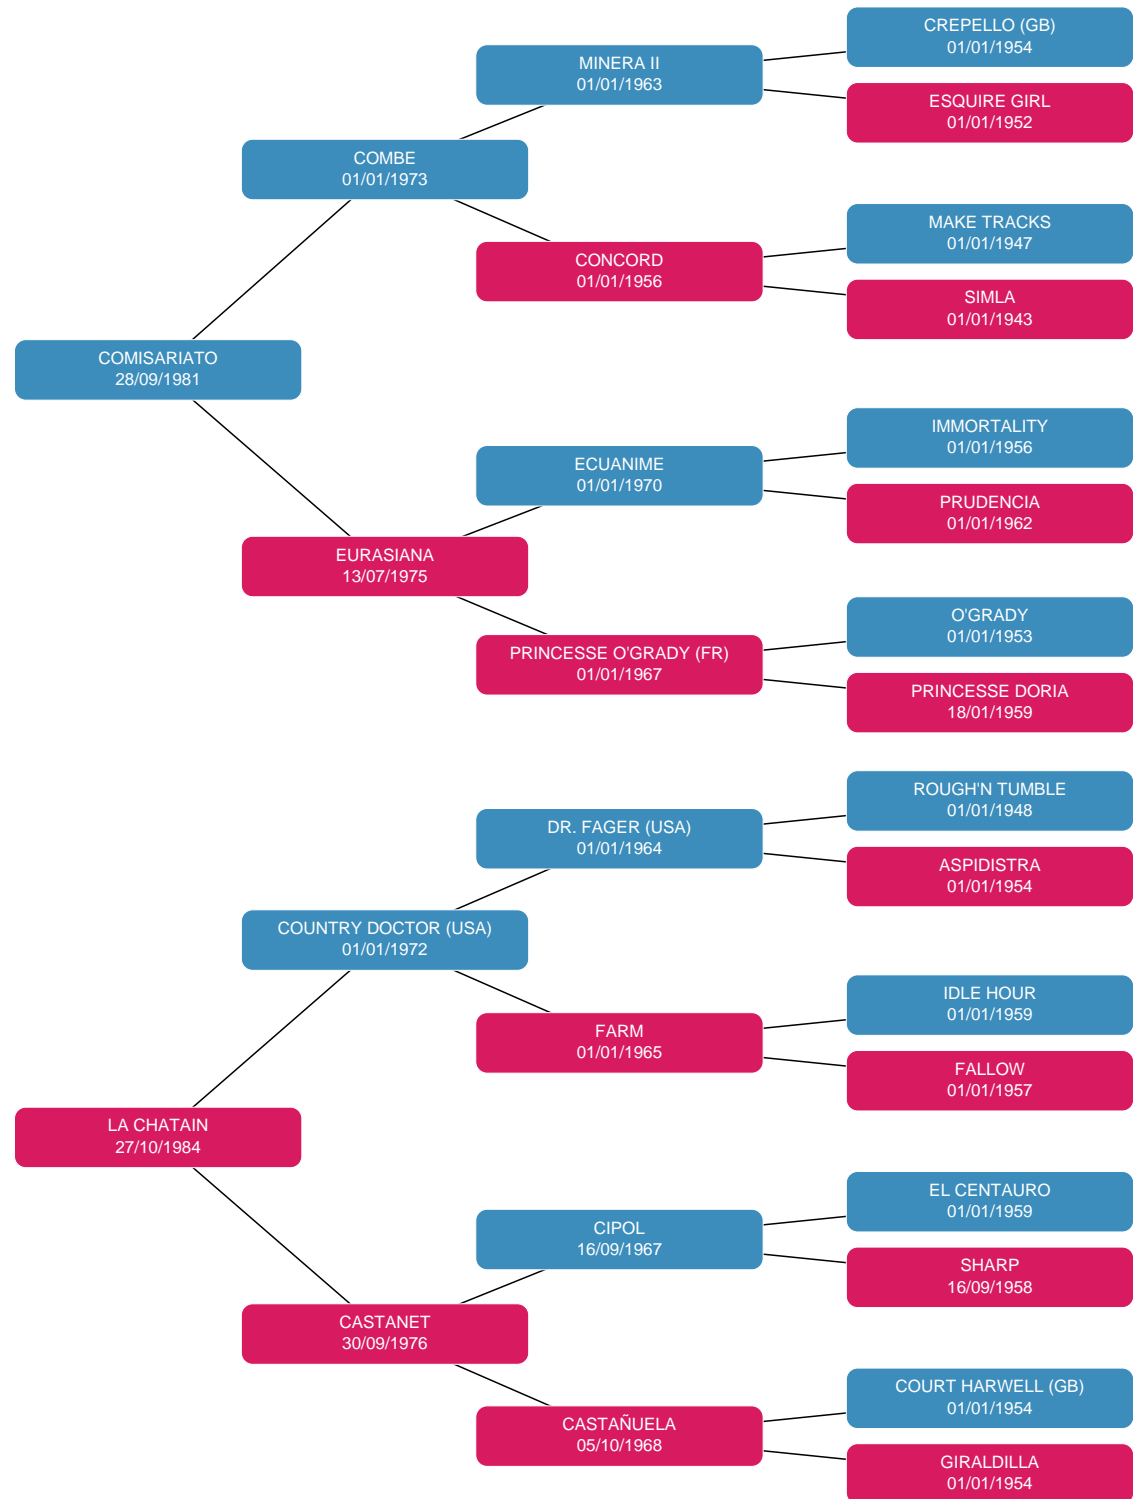 CREPELLO (GB)
01/01/1954
MINERA II
01/01/1963
ESQUIRE GIRL
01/01/1952
COMBE
01/01/1973
MAKE TRACKS
01/01/1947
CONCORD
01/01/1956
SIMLA
01/01/1943
COMISARIATO
28/09/1981
IMMORTALITY
01/01/1956
ECUANIME
01/01/1970
PRUDENCIA
01/01/1962
EURASIANA
13/07/1975
O'GRADY
01/01/1953
PRINCESSE O'GRADY (FR)
01/01/1967
PRINCESSE DORIA
18/01/1959
ROUGH'N TUMBLE
01/01/1948
DR. FAGER (USA)
01/01/1964
ASPIDISTRA
01/01/1954
COUNTRY DOCTOR (USA)
01/01/1972
IDLE HOUR
01/01/1959
FARM
01/01/1965
FALLOW
01/01/1957
LA CHATAIN
27/10/1984
EL CENTAURO
01/01/1959
CIPOL
16/09/1967
SHARP
16/09/1958
CASTANET
30/09/1976
COURT HARWELL (GB)
01/01/1954
CASTAÑUELA
05/10/1968
GIRALDILLA
01/01/1954